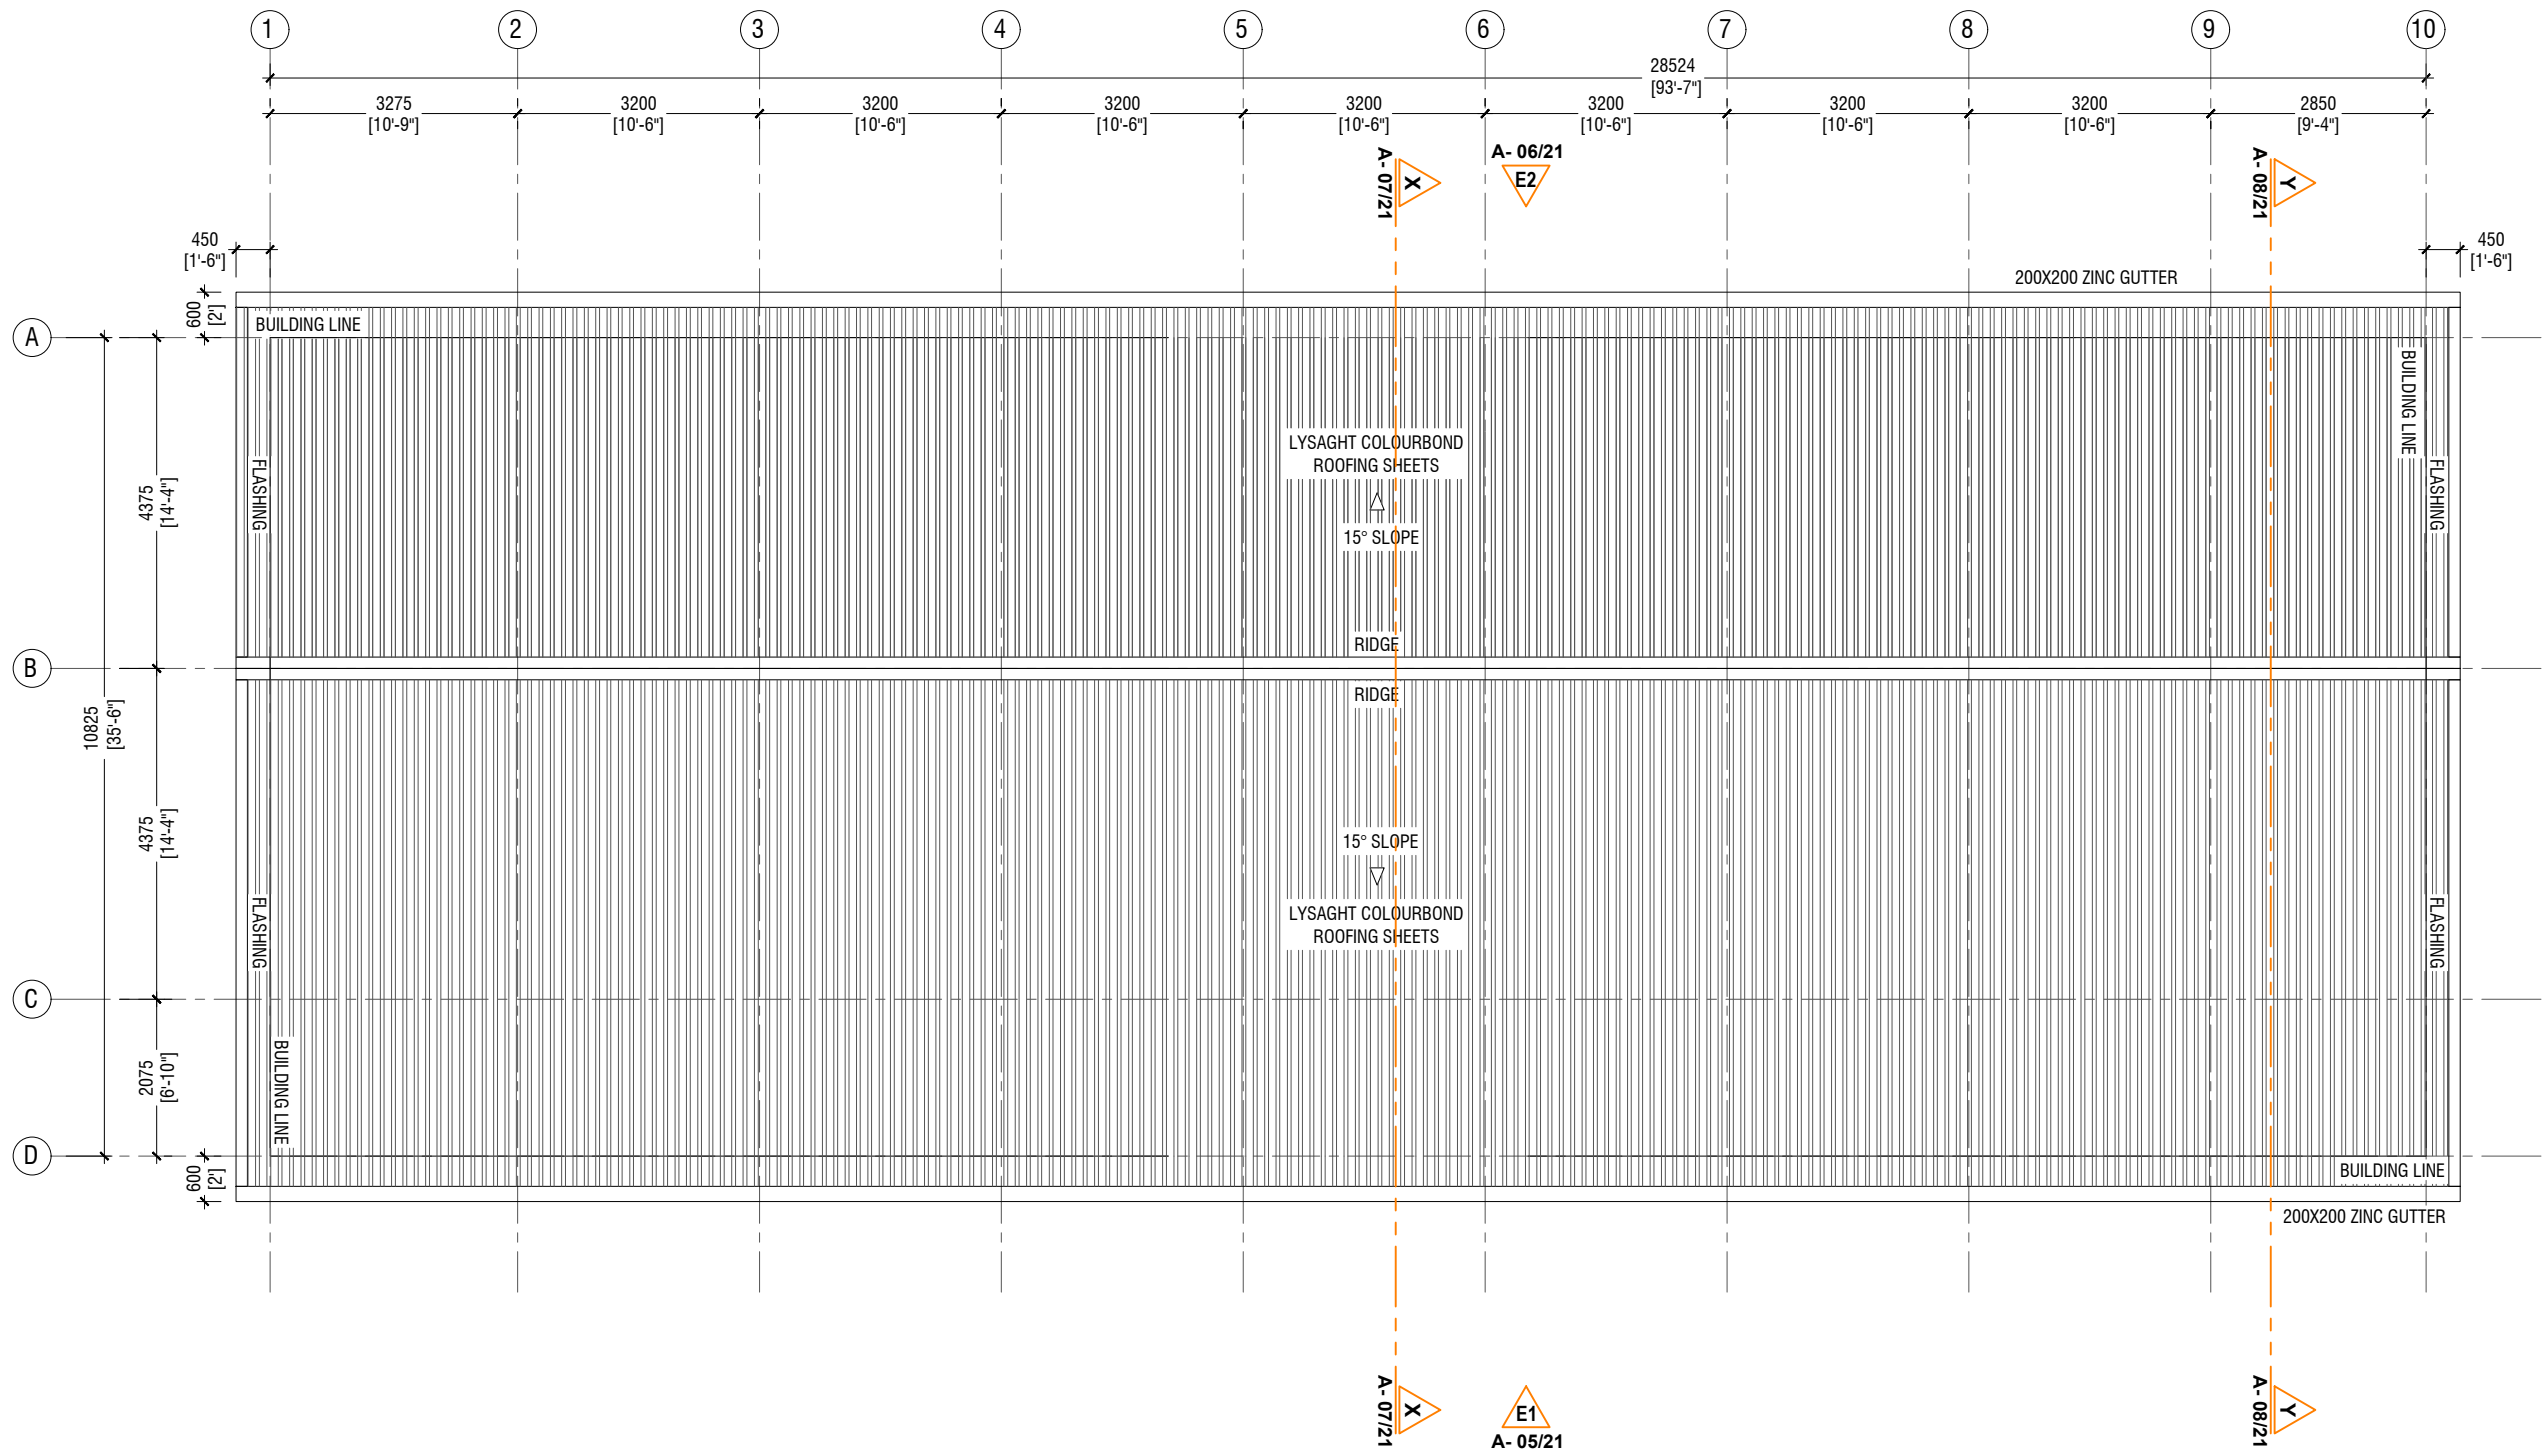 1
2
3
4
5
6
7
8
9
10
28524
[93'-7"]
3275
[10'-9"]
3200
[10'-6"]
3200
[10'-6"]
3200
[10'-6"]
3200
[10'-6"]
3200
[10'-6"]
3200
[10'-6"]
3200
[10'-6"]
2850
[9'-4"]
A- 07/21
X
A- 06/21
E2
A- 08/21
Y
450
[1'-6"]
450
[1'-6"]
200X200 ZINC GUTTER
600
[2']
BUILDING LINE
A
BUILDING LINE
LYSAGHT COLOURBOND
ROOFING SHEETS
FLASHING
FLASHING
4375
[14'-4"]
15° SLOPE
RIDGE
B
RIDGE
10825
[35'-6"]
4375
[14'-4"]
15° SLOPE
LYSAGHT COLOURBOND
ROOFING SHEETS
FLASHING
FLASHING
C
2075
[6'-10"]
BUILDING LINE
D
600
[2']
BUILDING LINE
200X200 ZINC GUTTER
A- 07/21
X
E1
A- 05/21
A- 08/21
Y